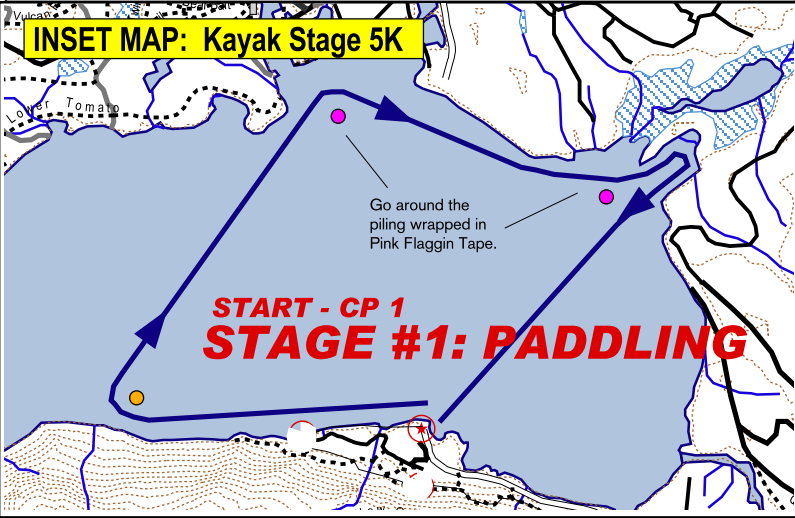 Vulcan
INSET MAP: Kayak Stage 5K
Lower Tomato
Go around the
piling wrapped in
Pink Flaggin Tape.
START - CP 1
STAGE #1: PADDLING